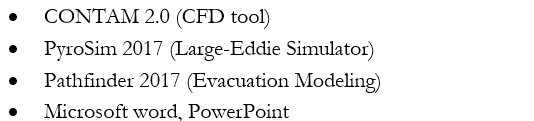 • CONTAM 2.0 (CFD tool)
• PyroSim 2017 (Large-Eddie Simulator)
• Pathfinder 2017 (Evacuation Modeling)
• Microsoft word, PowerPoint